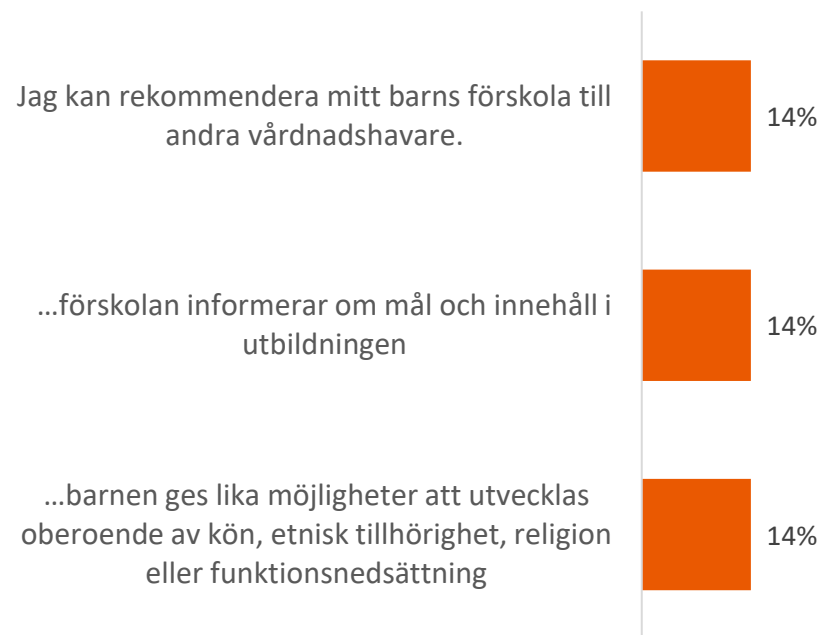 Jag kan rekommendera mitt barns förskola till
andra vårdnadshavare.
14%
...förskolan informerar om mål och innehåll i
utbildningen
14%
...barnen ges lika möjligheter att utvecklas
oberoende av kön, etnisk tillhörighet, religion
eller funktionsnedsättning
14%